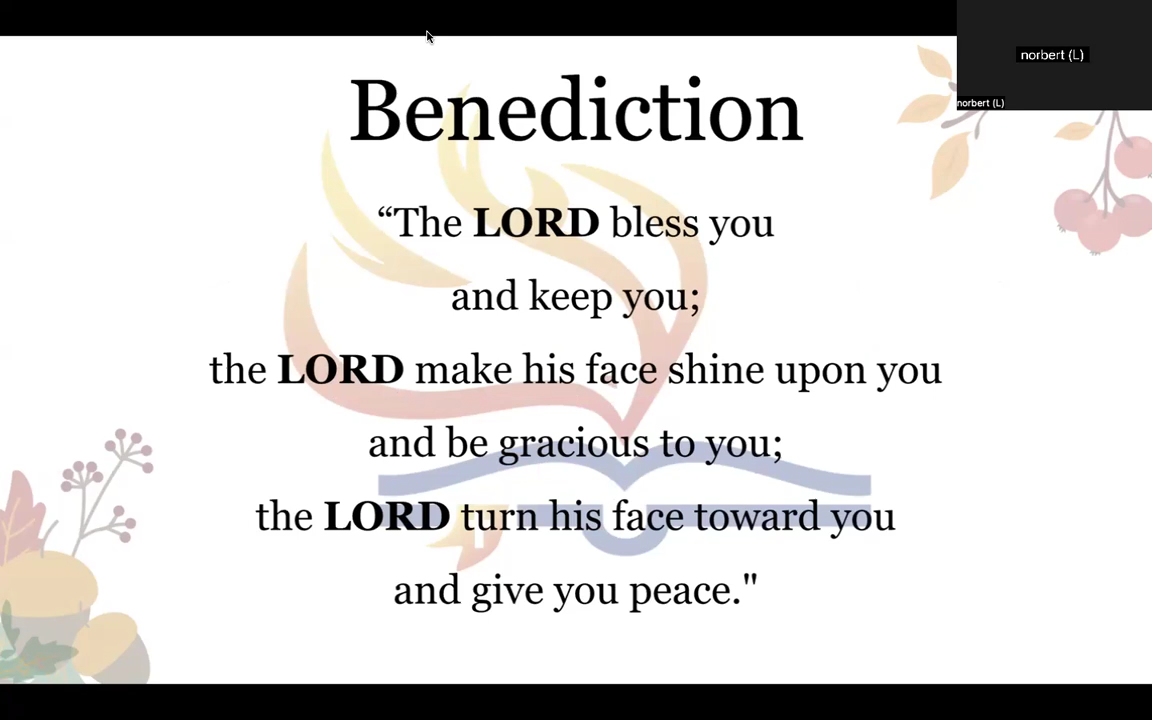 norbert (L)
norbert (L)
Benediction
“The LORD bless you
and keep you;
the LORD make his face shine upon you
and be gracious to you;
the LORD turn his face toward you
and give you peace."